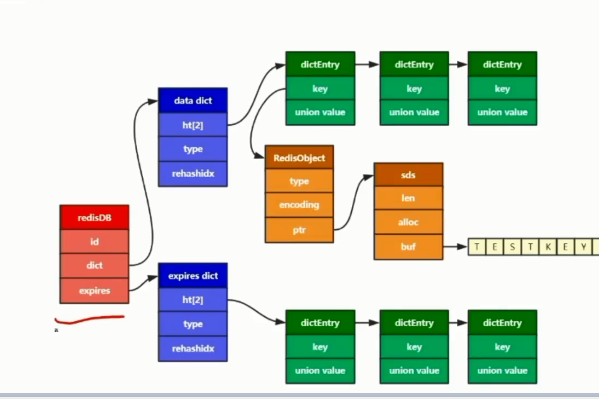 redisDB
id
dict
expires
data dict
ht[2]
type
rehashidx
expires dict
ht[2]
type
rehashidx
dictEntry
key
union value
dictEntry
key
union value
dictEntry
key
union value
RedisObject
type
encoding
ptr
sds
len
alloc
buf
T E S T K E Y
dictEntry
key
union value
dictEntry
key
union value
dictEntry
key
union value